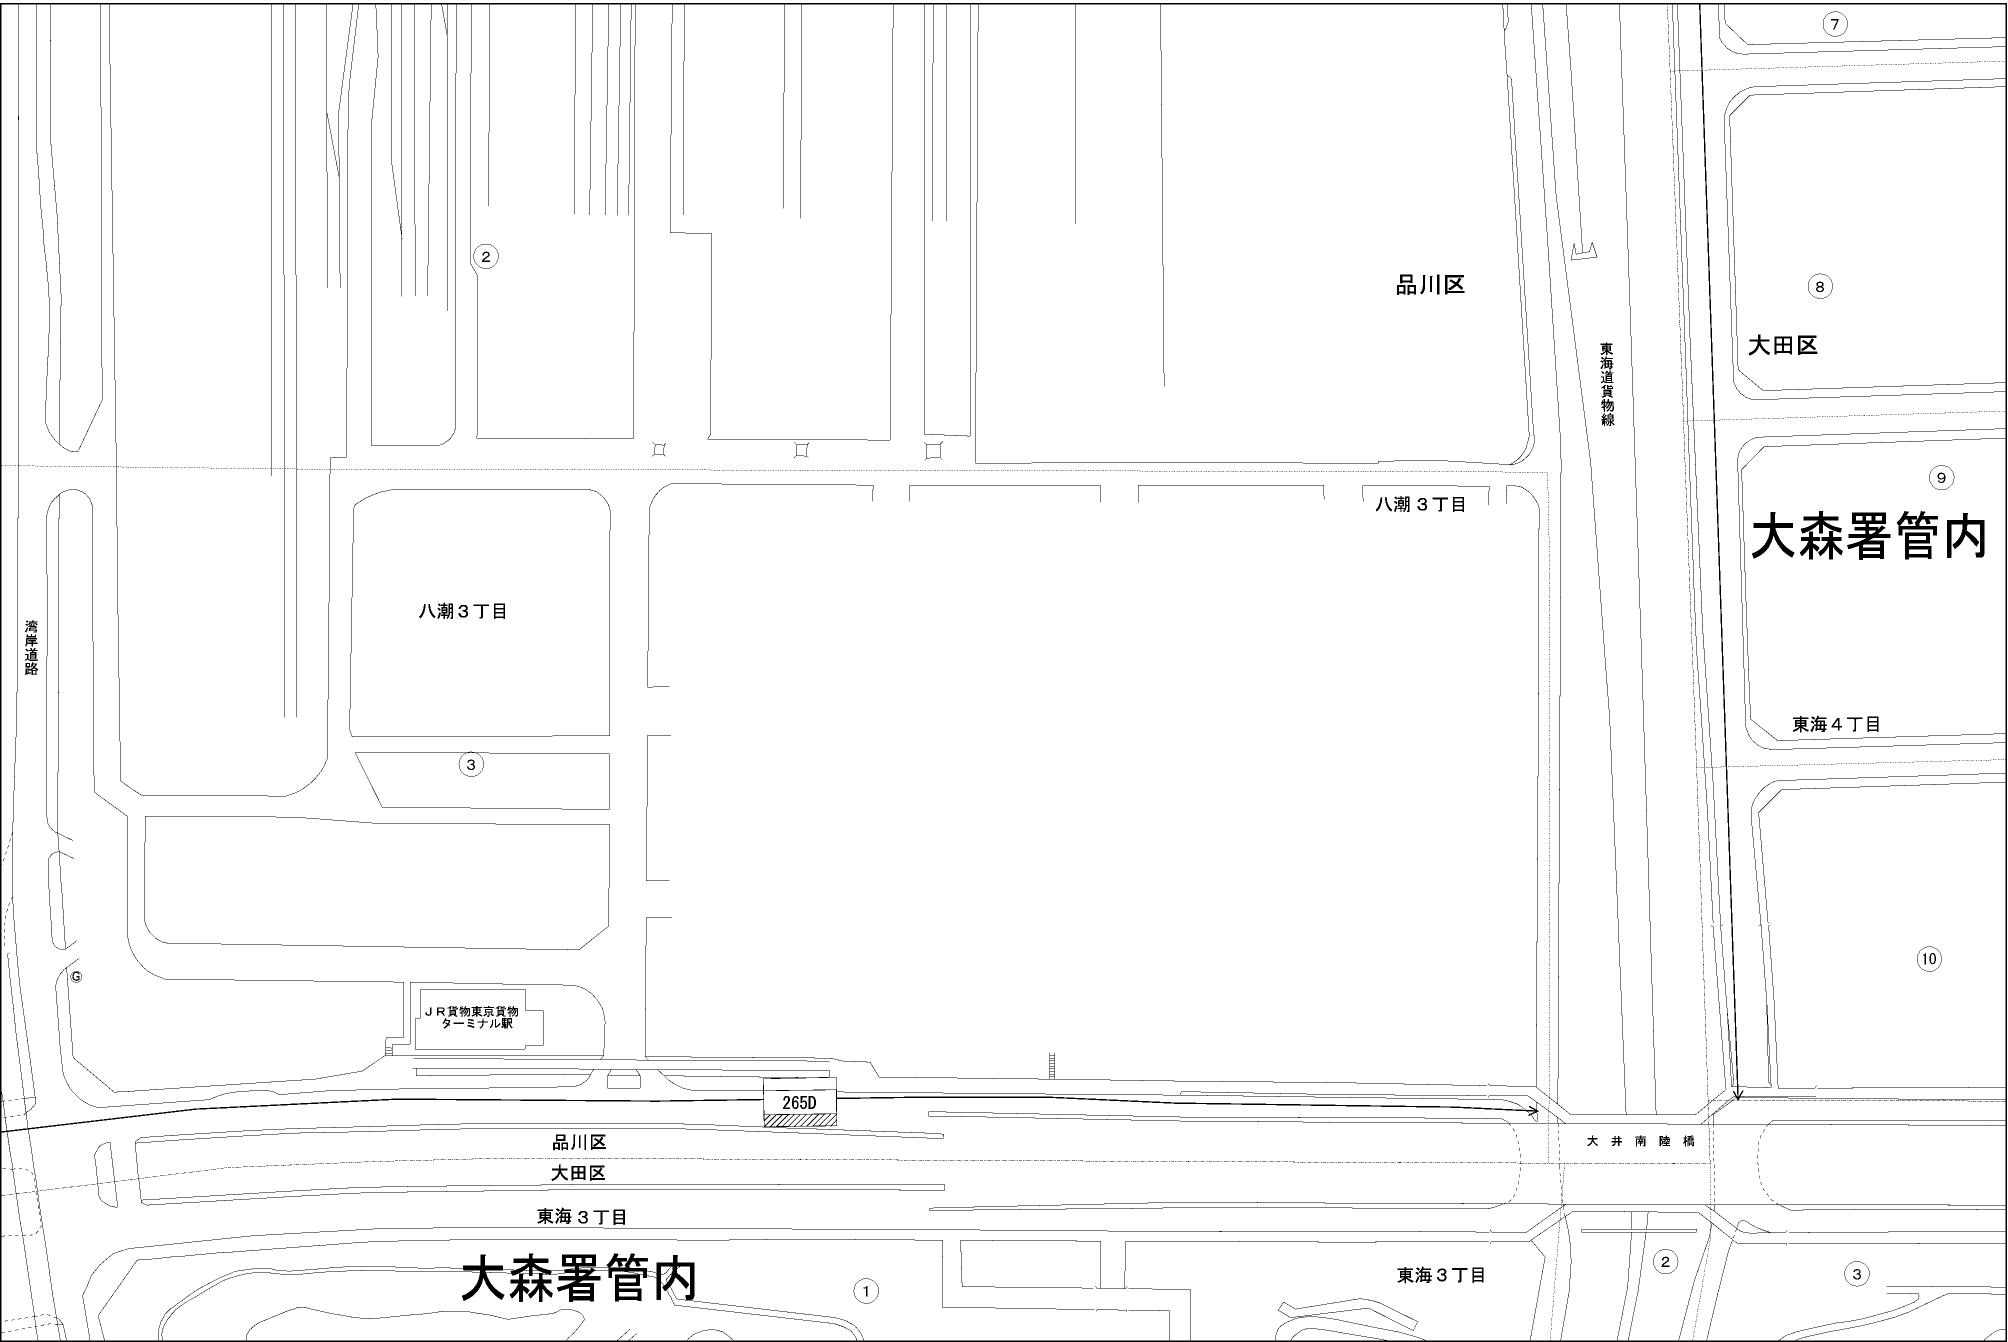 ⑦
②
品川区
⑧
大田区
東海道貨物線
⑨
八潮３丁目
大森署管内
八潮３丁目
湾岸道路
東海４丁目
③
⑩
Ⓖ
ＪＲ貨物東京貨物
ターミナル駅
265D
品川区
大井南陸橋
大田区
東海３丁目
大森署管内
①
東海３丁目
②
③